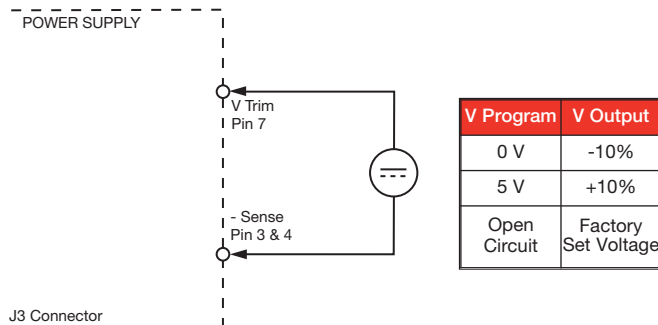 POWER SUPPLY
V Trim
Pin 7
- Sense
Pin 3 & 4
J3 Connector
V Program V Output
0 V -10%
5 V +10%
Open Circuit Factory Set Voltage